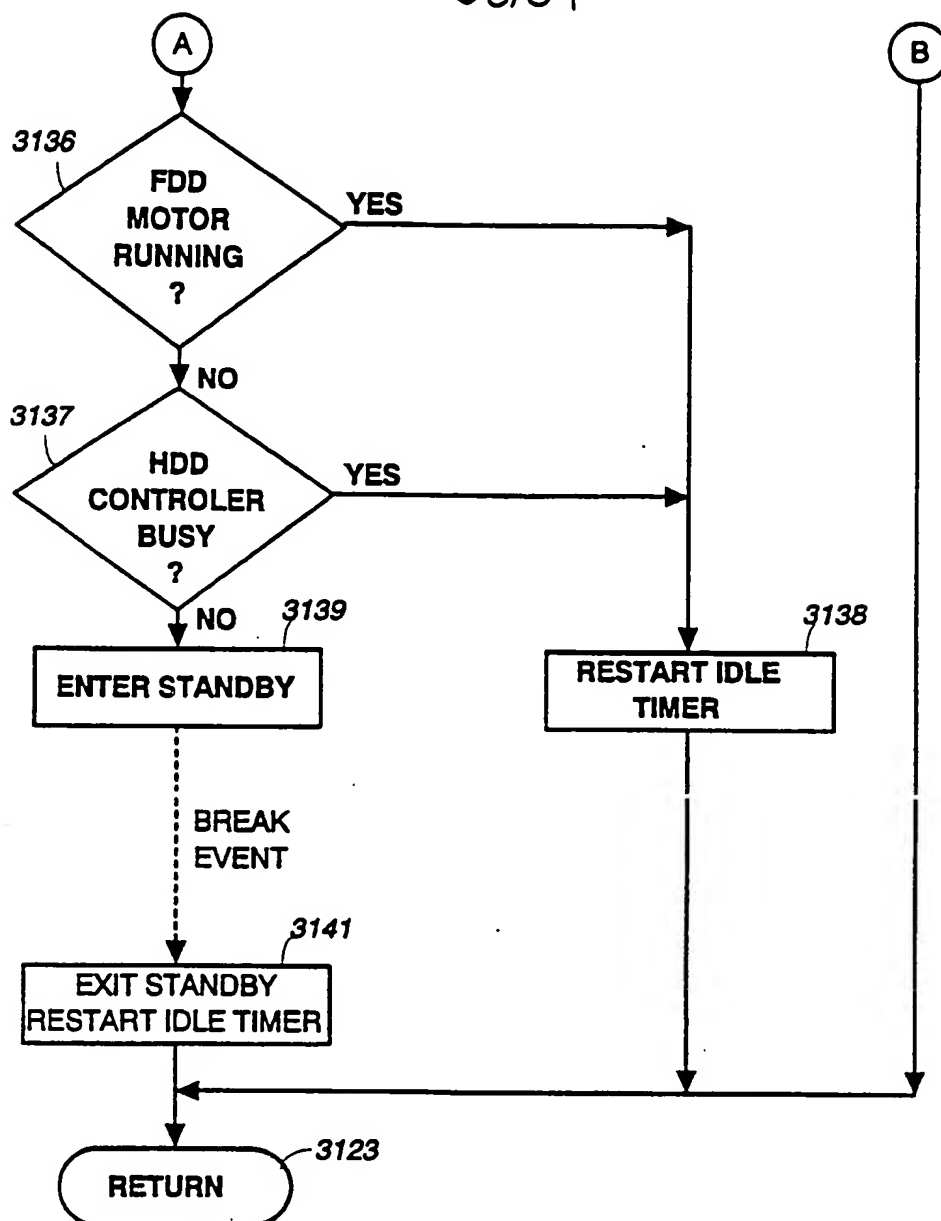 A
B
3136
FDD
MOTOR
RUNNING
?
YES
NO
3137
HDD
CONTROLER
BUSY
?
YES
NO
3139
ENTER STANDBY
3138
RESTART IDLE
TIMER
BREAK
EVENT
3141
EXIT STANDBY
RESTART IDLE TIMER
3123
RETURN